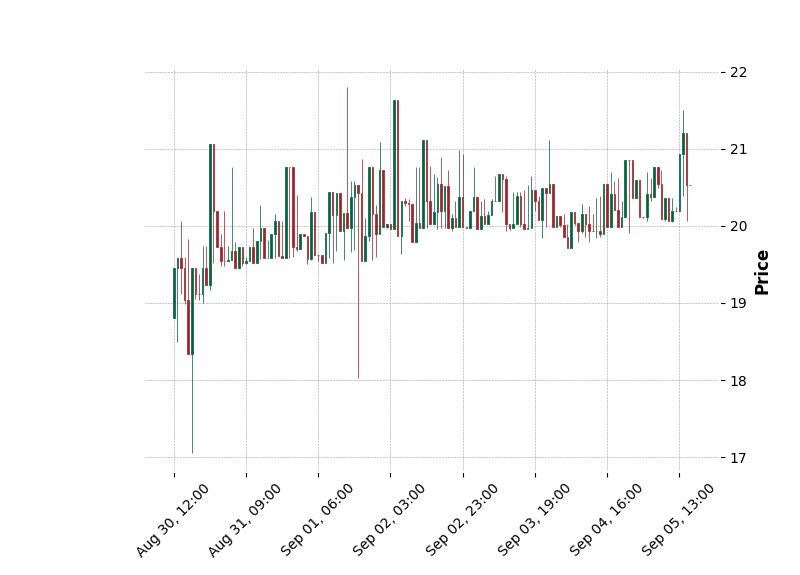 22
21
20
19
18
17
Price
Aug 30, 12:00
Aug 31, 09:00
Sep 01, 06:00
Sep 02, 03:00
Sep 02, 23:00
Sep 03, 19:00
Sep 04, 16:00
Sep 05, 13:00